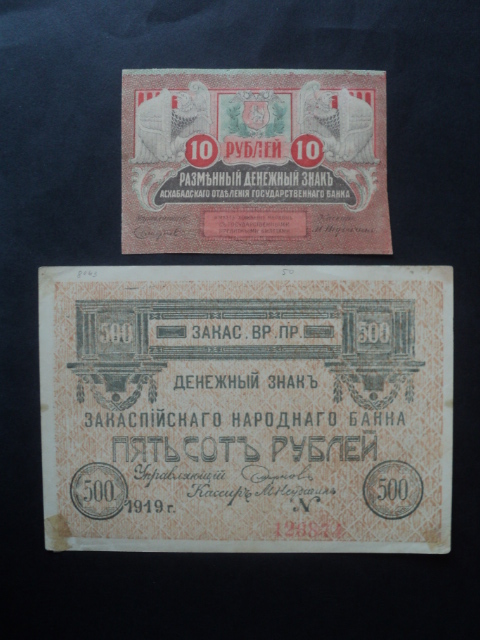 10 РУБЛЕЙ 10
РАЗМѢННЫЙ ДЕНЕЖНЫЙ ЗНАКЪ
АСХАБАДСКАГО ОТДѢЛЕНІЯ ГОСУДАРСТВЕННАГО БАНКА
500 ЗАКАС. ВР. ПР. 500
ДЕНЕЖНЫЙ ЗНАКЪ
ЗАКАСПІЙСКАГО НАРОДНАГО БАНКА
ПЯТЬСОТЪ РУБЛЕЙ
Управляющій
Кассиръ
500 1919 г. N 500